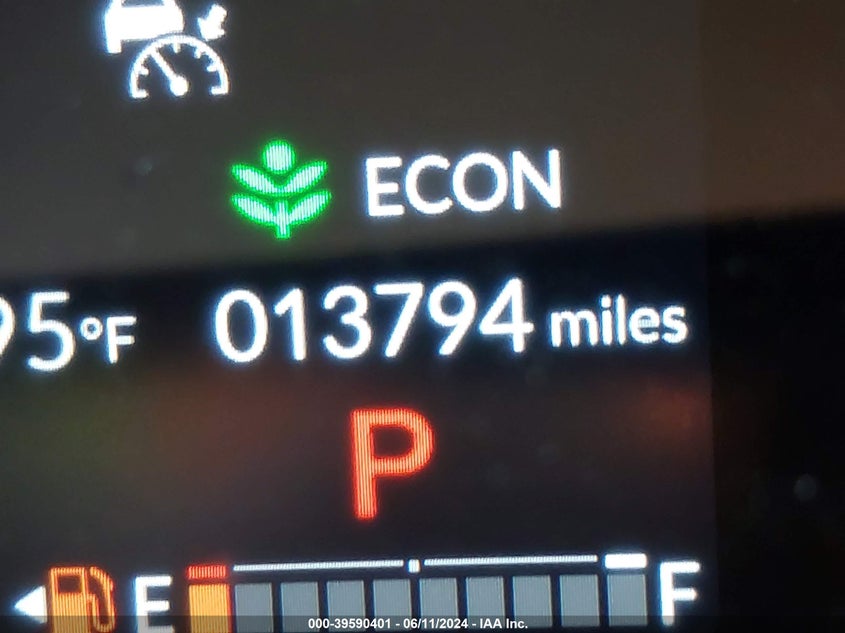 ECON
95°F 013794 miles
P
E F
000-39590401 - 06/11/2024 - IAA Inc.